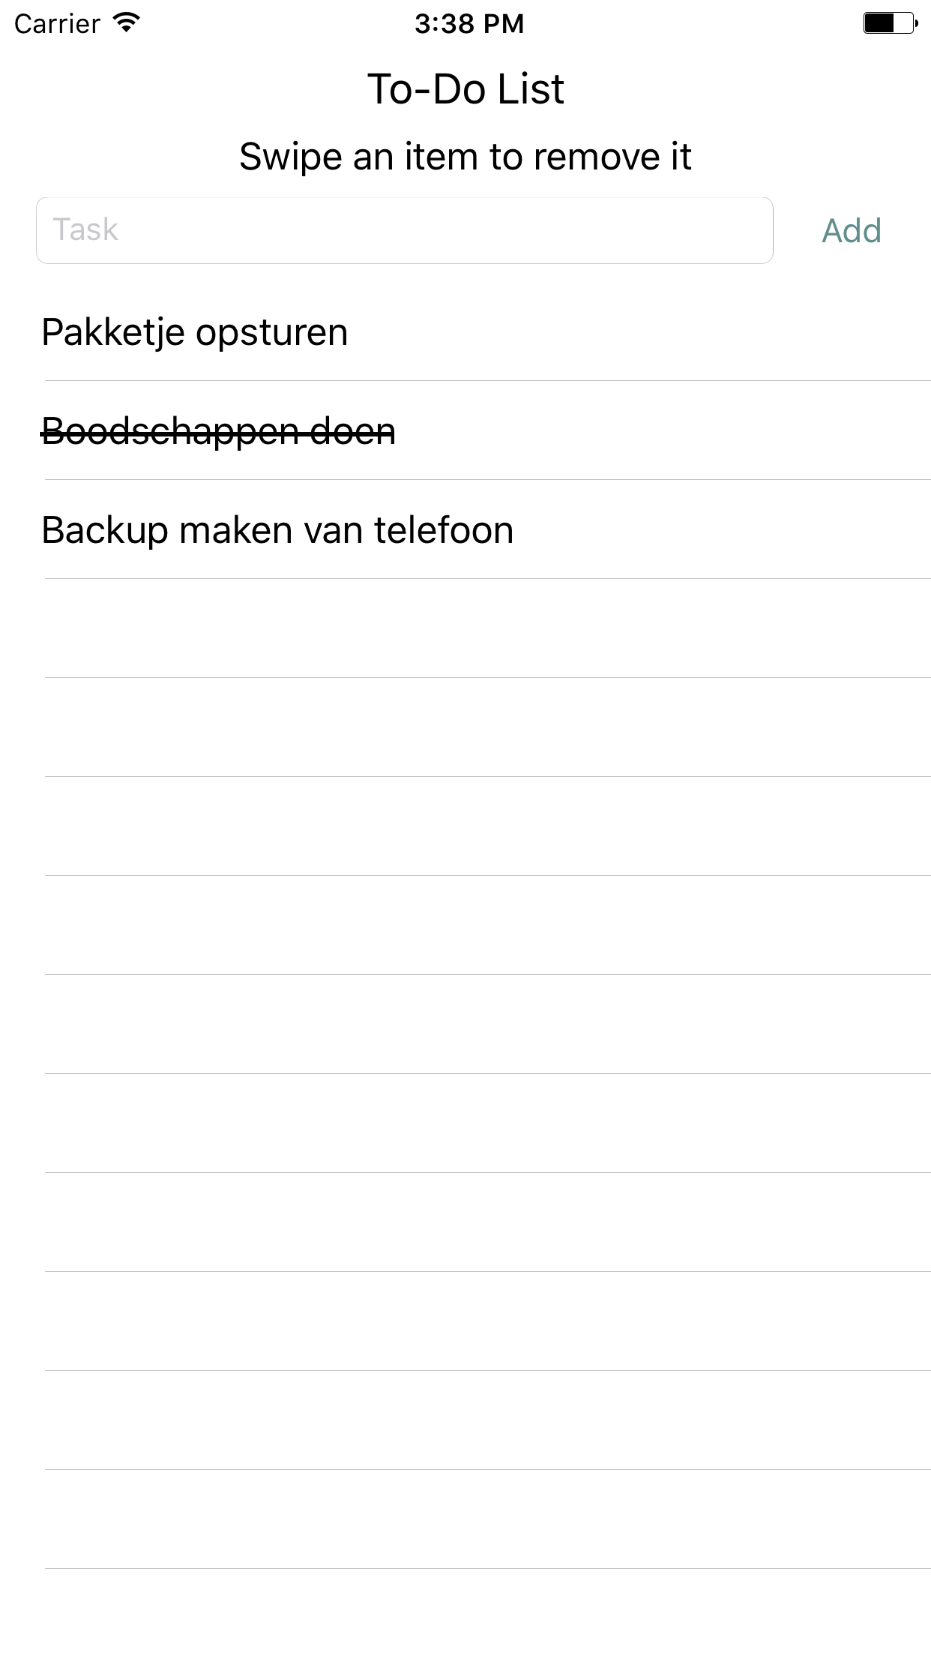 Carrier 3:38 PM
To-Do List
Swipe an item to remove it
Task Add
Pakketje opsturen
Boodschappen doen
Backup maken van telefoon